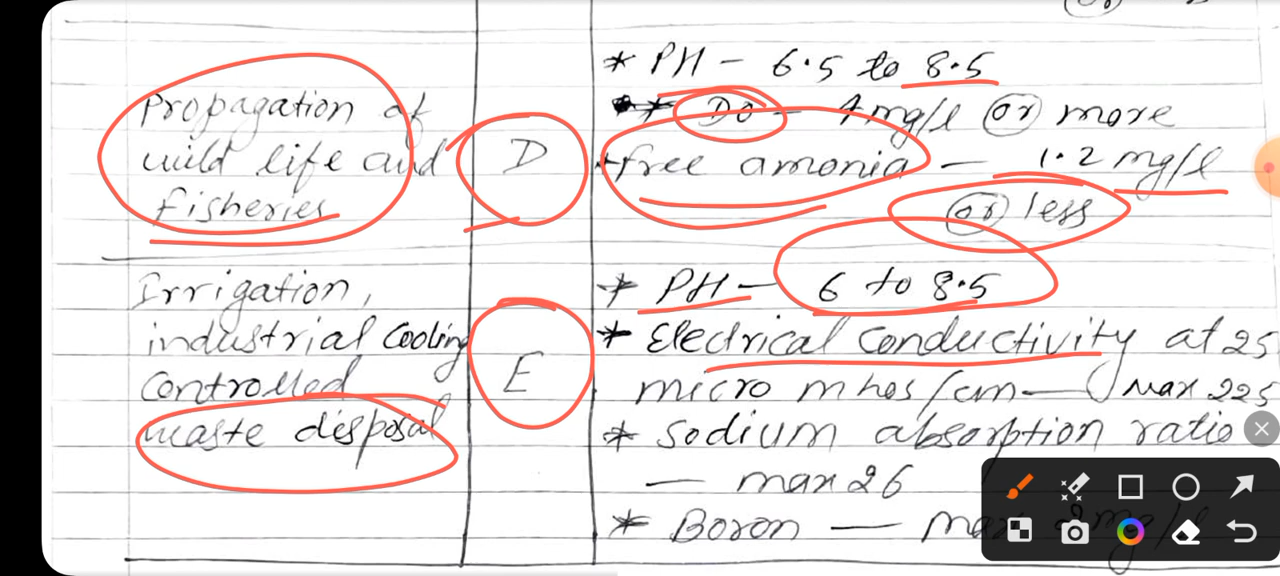 * PH - 6.5 to 8.5
Propagation of
* DO - 4 mg/l or more
wild life and
D
* free amonia - 1.2 mg/l
fisheries
or less
Irrigation,
* PH - 6 to 8.5
industrial cooling
* Electrical conductivity at 25
controlled
E
micro mhos/cm - Max 225
waste disposal
* Sodium absorption ratio
- max 26
* Boron -